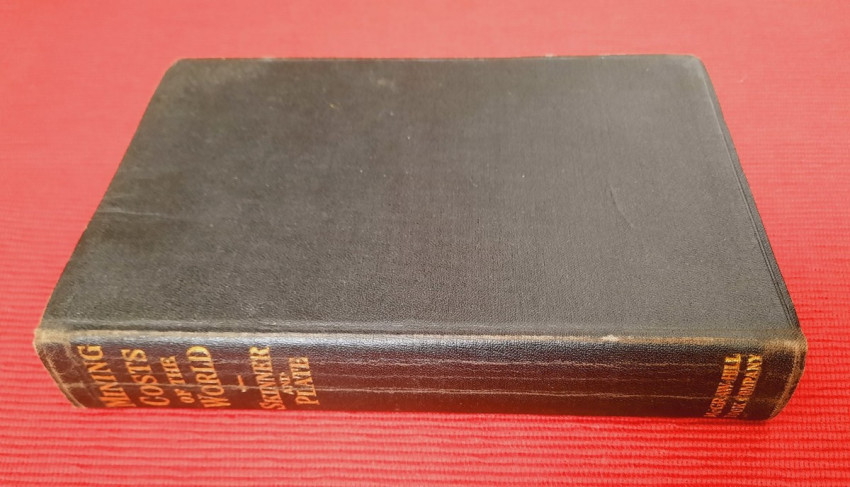 MINING
COSTS
OF THE
WORLD
SKINNER
AND
PLATE
McGRAW-HILL
BOOK COMPANY